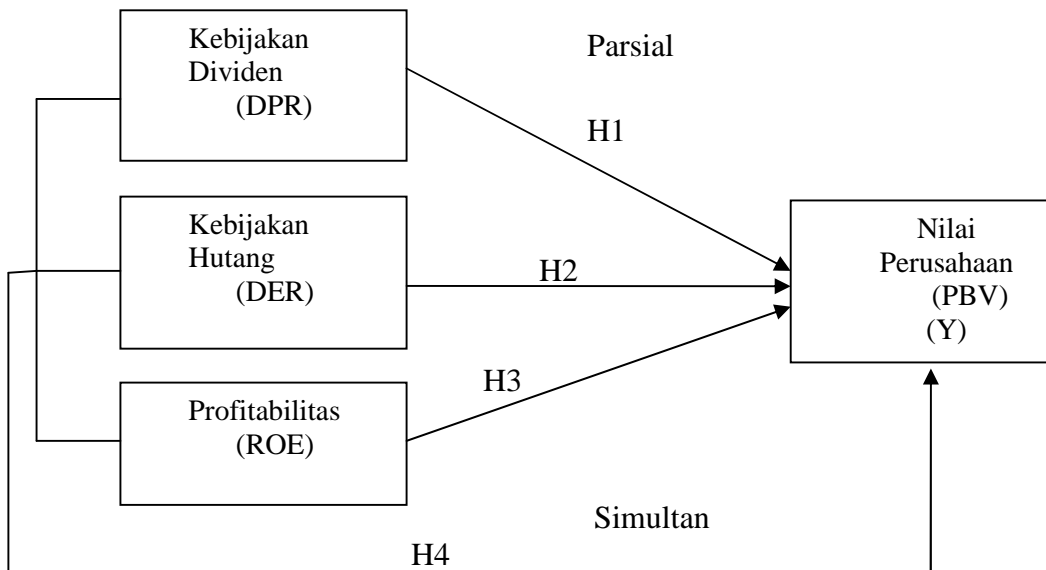 Kebijakan
Dividen
(DPR)
Parsial
H1
Kebijakan
Hutang
(DER)
H2
Nilai
Perusahaan
(PBV)
(Y)
H3
Profitabilitas
(ROE)
Simultan
H4